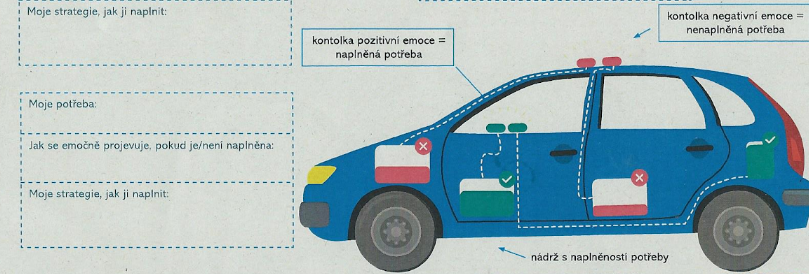 Moje strategie, jak ji naplnit:
kontolka pozitivní emoce =
naplněná potřeba
kontolka negativní emoce =
nenaplněná potřeba
Moje potřeba:
Jak se emočně projevuje, pokud je/není naplněna:
Moje strategie, jak ji naplnit:
nádrž s naplněností potřeby